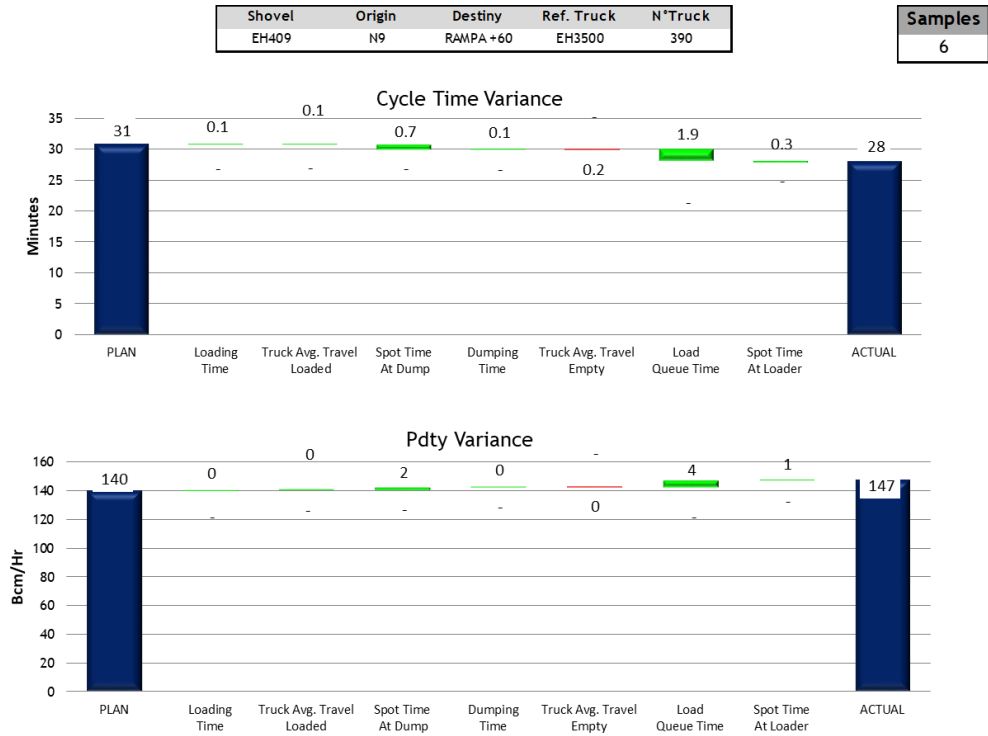 Shovel Origin Destiny Ref. Truck N°Truck
EH409 N9 RAMPA +60 EH3500 390
Samples
6
Cycle Time Variance
Minutes
35
30
25
20
15
10
5
0
31
0.1
-
0.1
-
0.7
-
0.1
-
-
0.2
1.9
-
0.3
-
28
PLAN
Loading
Time
Truck Avg. Travel
Loaded
Spot Time
At Dump
Dumping
Time
Truck Avg. Travel
Empty
Load
Queue Time
Spot Time
At Loader
ACTUAL
Pdty Variance
Bcm/Hr
160
140
120
100
80
60
40
20
0
140
0
-
0
-
2
-
0
-
-
0
4
-
1
-
147
PLAN
Loading
Time
Truck Avg. Travel
Loaded
Spot Time
At Dump
Dumping
Time
Truck Avg. Travel
Empty
Load
Queue Time
Spot Time
At Loader
ACTUAL